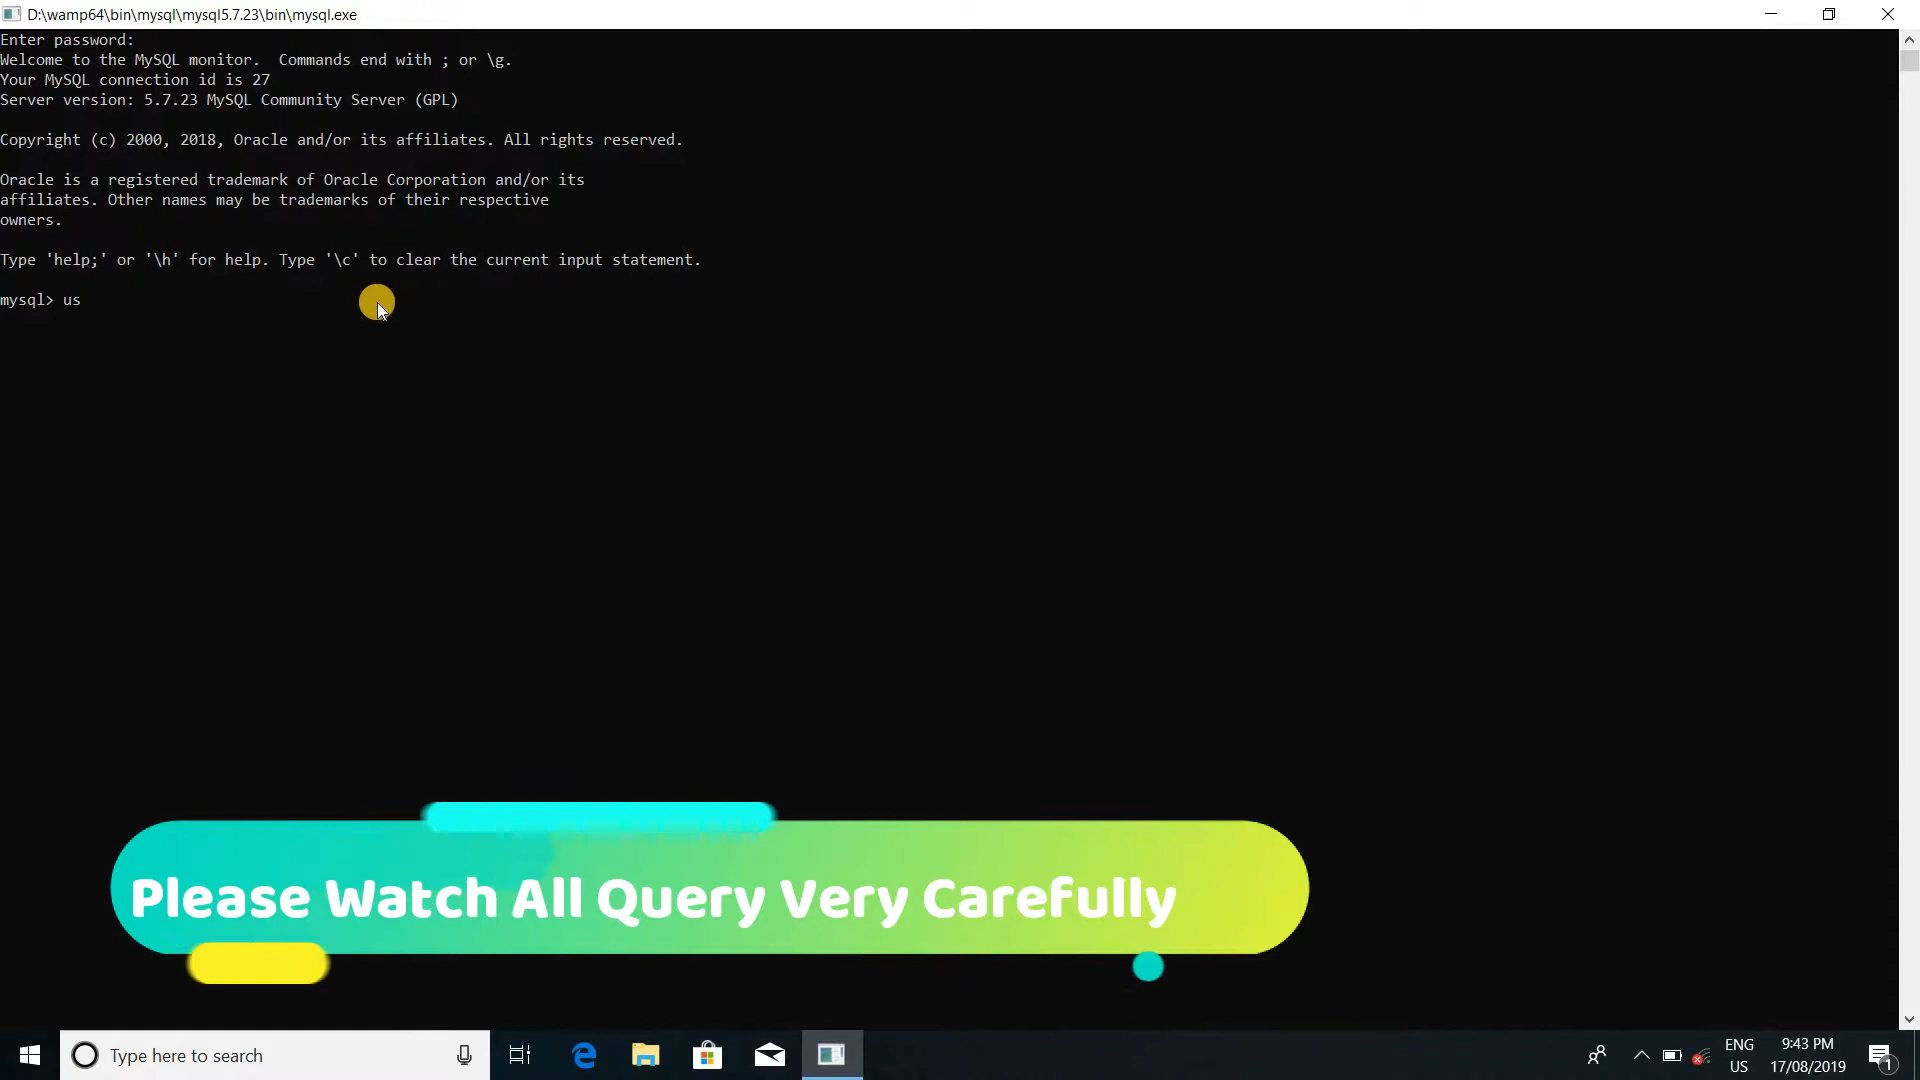 D:\wamp64\bin\mysql\mysql5.7.23\bin\mysql.exe
Enter password:
Welcome to the MySQL monitor.  Commands end with ; or \g.
Your MySQL connection id is 27
Server version: 5.7.23 MySQL Community Server (GPL)
Copyright (c) 2000, 2018, Oracle and/or its affiliates. All rights reserved.
Oracle is a registered trademark of Oracle Corporation and/or its
affiliates. Other names may be trademarks of their respective
owners.
Type 'help;' or '\h' for help. Type '\c' to clear the current input statement.
mysql> us
Please Watch All Query Very Carefully
Type here to search
ENG
US
9:43 PM
17/08/2019
1